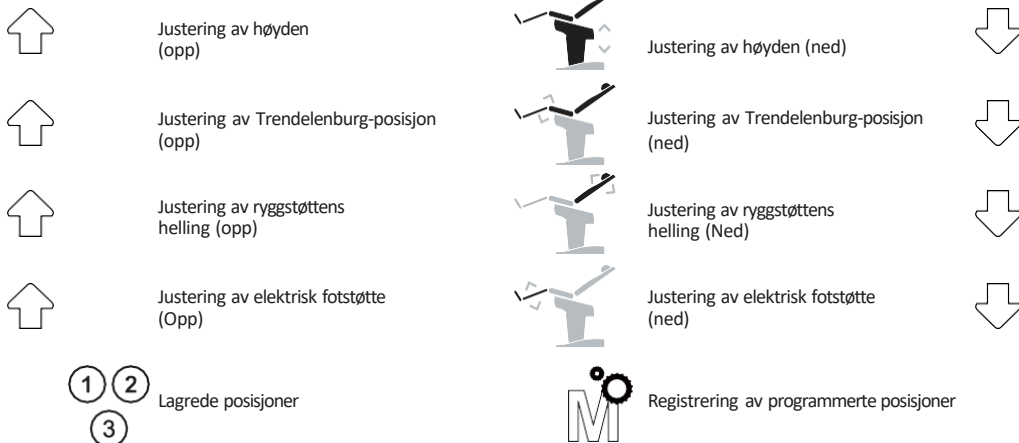 Justering av høyden
(opp)
Justering av høyden (ned)
Justering av Trendelenburg-posisjon
(opp)
Justering av Trendelenburg-posisjon
(ned)
Justering av ryggstøttens
helling (opp)
Justering av ryggstøttens
helling (Ned)
Justering av elektrisk fotstøtte
(Opp)
Justering av elektrisk fotstøtte
(ned)
1 2
3
Lagrede posisjoner
M
Registrering av programmerte posisjoner